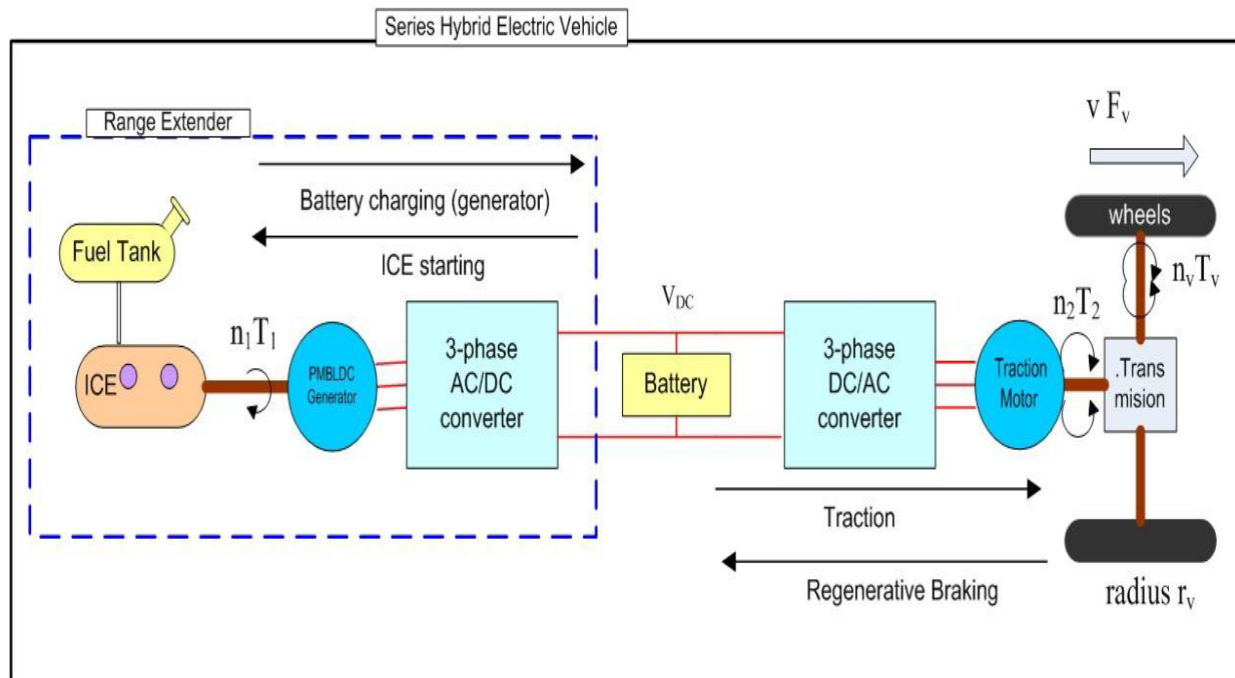 Series Hybrid Electric Vehicle
Range Extender
v Fᵥ
Battery charging (generator)
wheels
Fuel Tank
ICE starting
nᵥTᵥ
V_DC
n₂T₂
n₁T₁
3-phase
AC/DC
converter
3-phase
DC/AC
converter
ICE
PMBLDC
Generator
Battery
Traction
Motor
.Trans
mision
Traction
Regenerative Braking
radius rᵥ